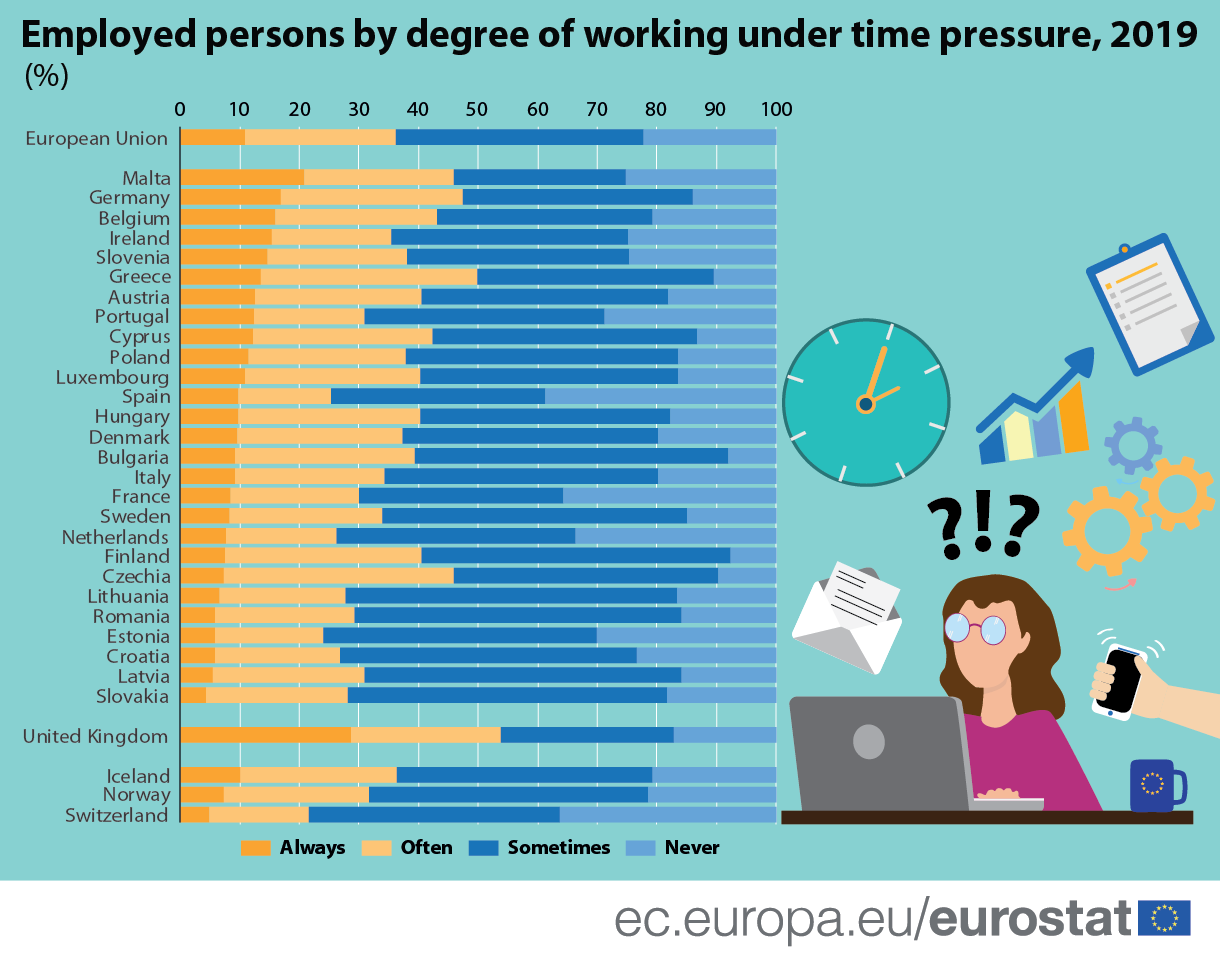 Employed persons by degree of working under time pressure, 2019
(%)
0 10 20 30 40 50 60 70 80 90 100
European Union
Malta
Germany
Belgium
Ireland
Slovenia
Greece
Austria
Portugal
Cyprus
Poland
Luxembourg
Spain
Hungary
Denmark
Bulgaria
Italy
France
Sweden
Netherlands
Finland
Czechia
Lithuania
Romania
Estonia
Croatia
Latvia
Slovakia
United Kingdom
Iceland
Norway
Switzerland
Always Often Sometimes Never
?!?
ec.europa.eu/eurostat